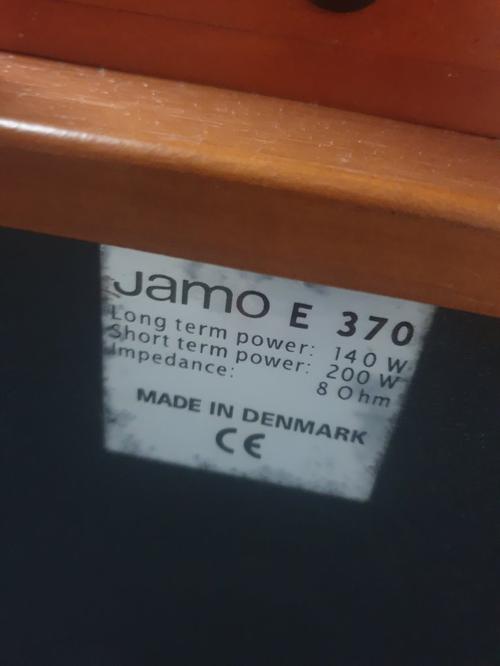 Jamo E 370
Long term power: 140 W
Short term power: 200 W
Impedance: 8 Ohm
MADE IN DENMARK
CE